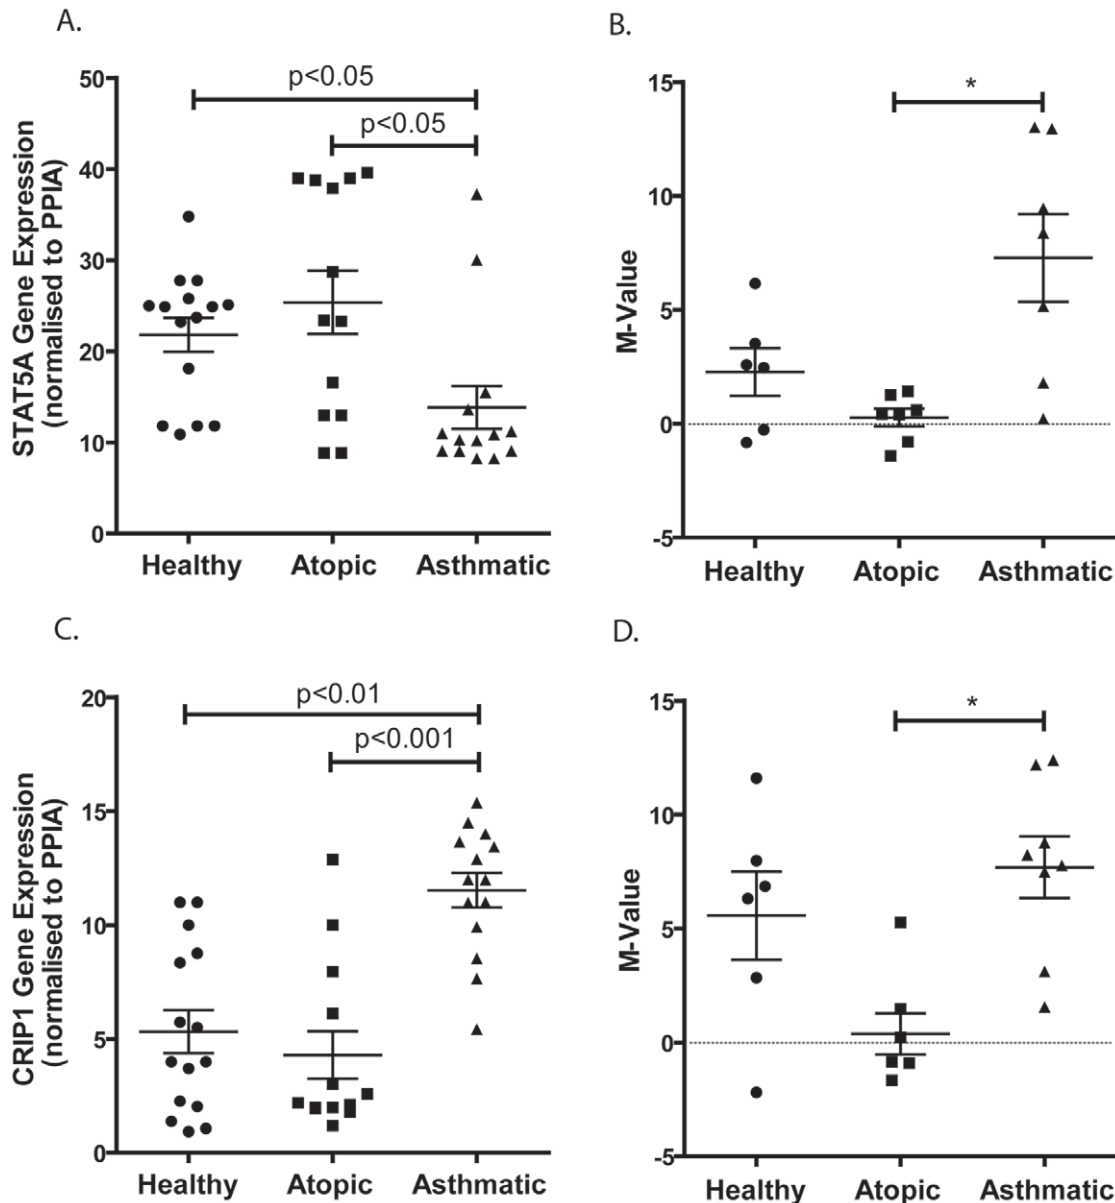 A.
STAT5A Gene Expression
(normalised to PPIA)
50
40
30
20
10
0
p<0.05
p<0.05
Healthy
Atopic
Asthmatic
B.
M-Value
15
10
5
0
-5
*
Healthy
Atopic
Asthmatic
C.
CRIP1 Gene Expression
(normalised to PPIA)
20
15
10
5
0
p<0.01
p<0.001
Healthy
Atopic
Asthmatic
D.
M-Value
15
10
5
0
-5
*
Healthy
Atopic
Asthmatic